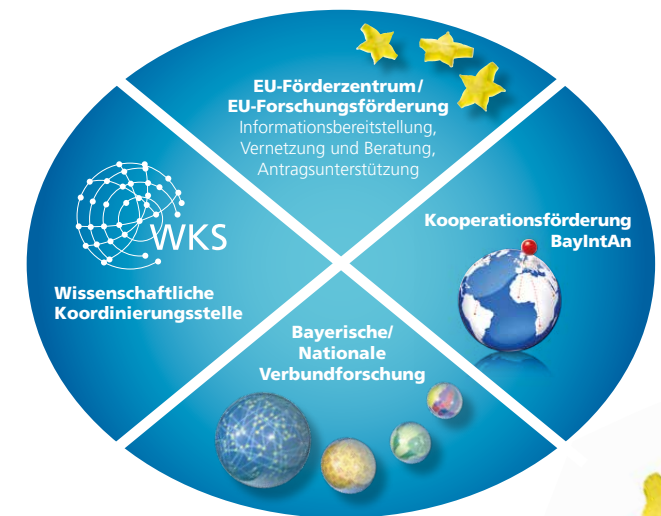 EU-Förderzentrum/
EU-Forschungsförderung
Informationsbereitstellung,
Vernetzung und Beratung,
Antragsunterstützung
WKS
Wissenschaftliche
Koordinierungsstelle
Kooperationsförderung
BayIntAn
Bayerische/
Nationale
Verbundforschung